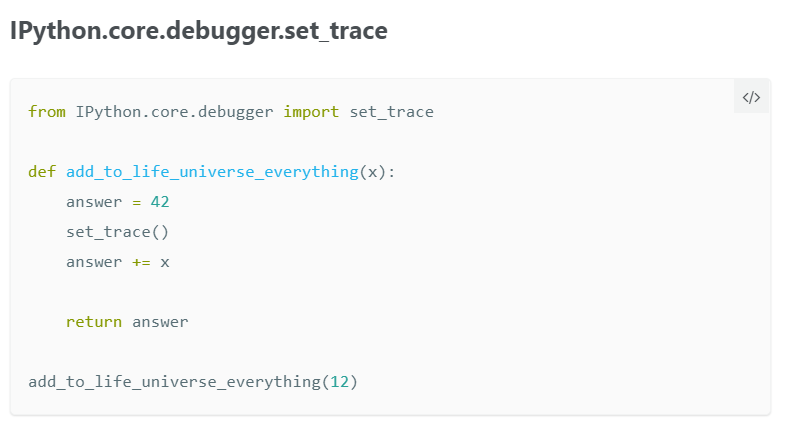 IPython.core.debugger.set_trace
</>
from IPython.core.debugger import set_trace
def add_to_life_universe_everything(x):
    answer = 42
    set_trace()
    answer += x
    return answer
add_to_life_universe_everything(12)